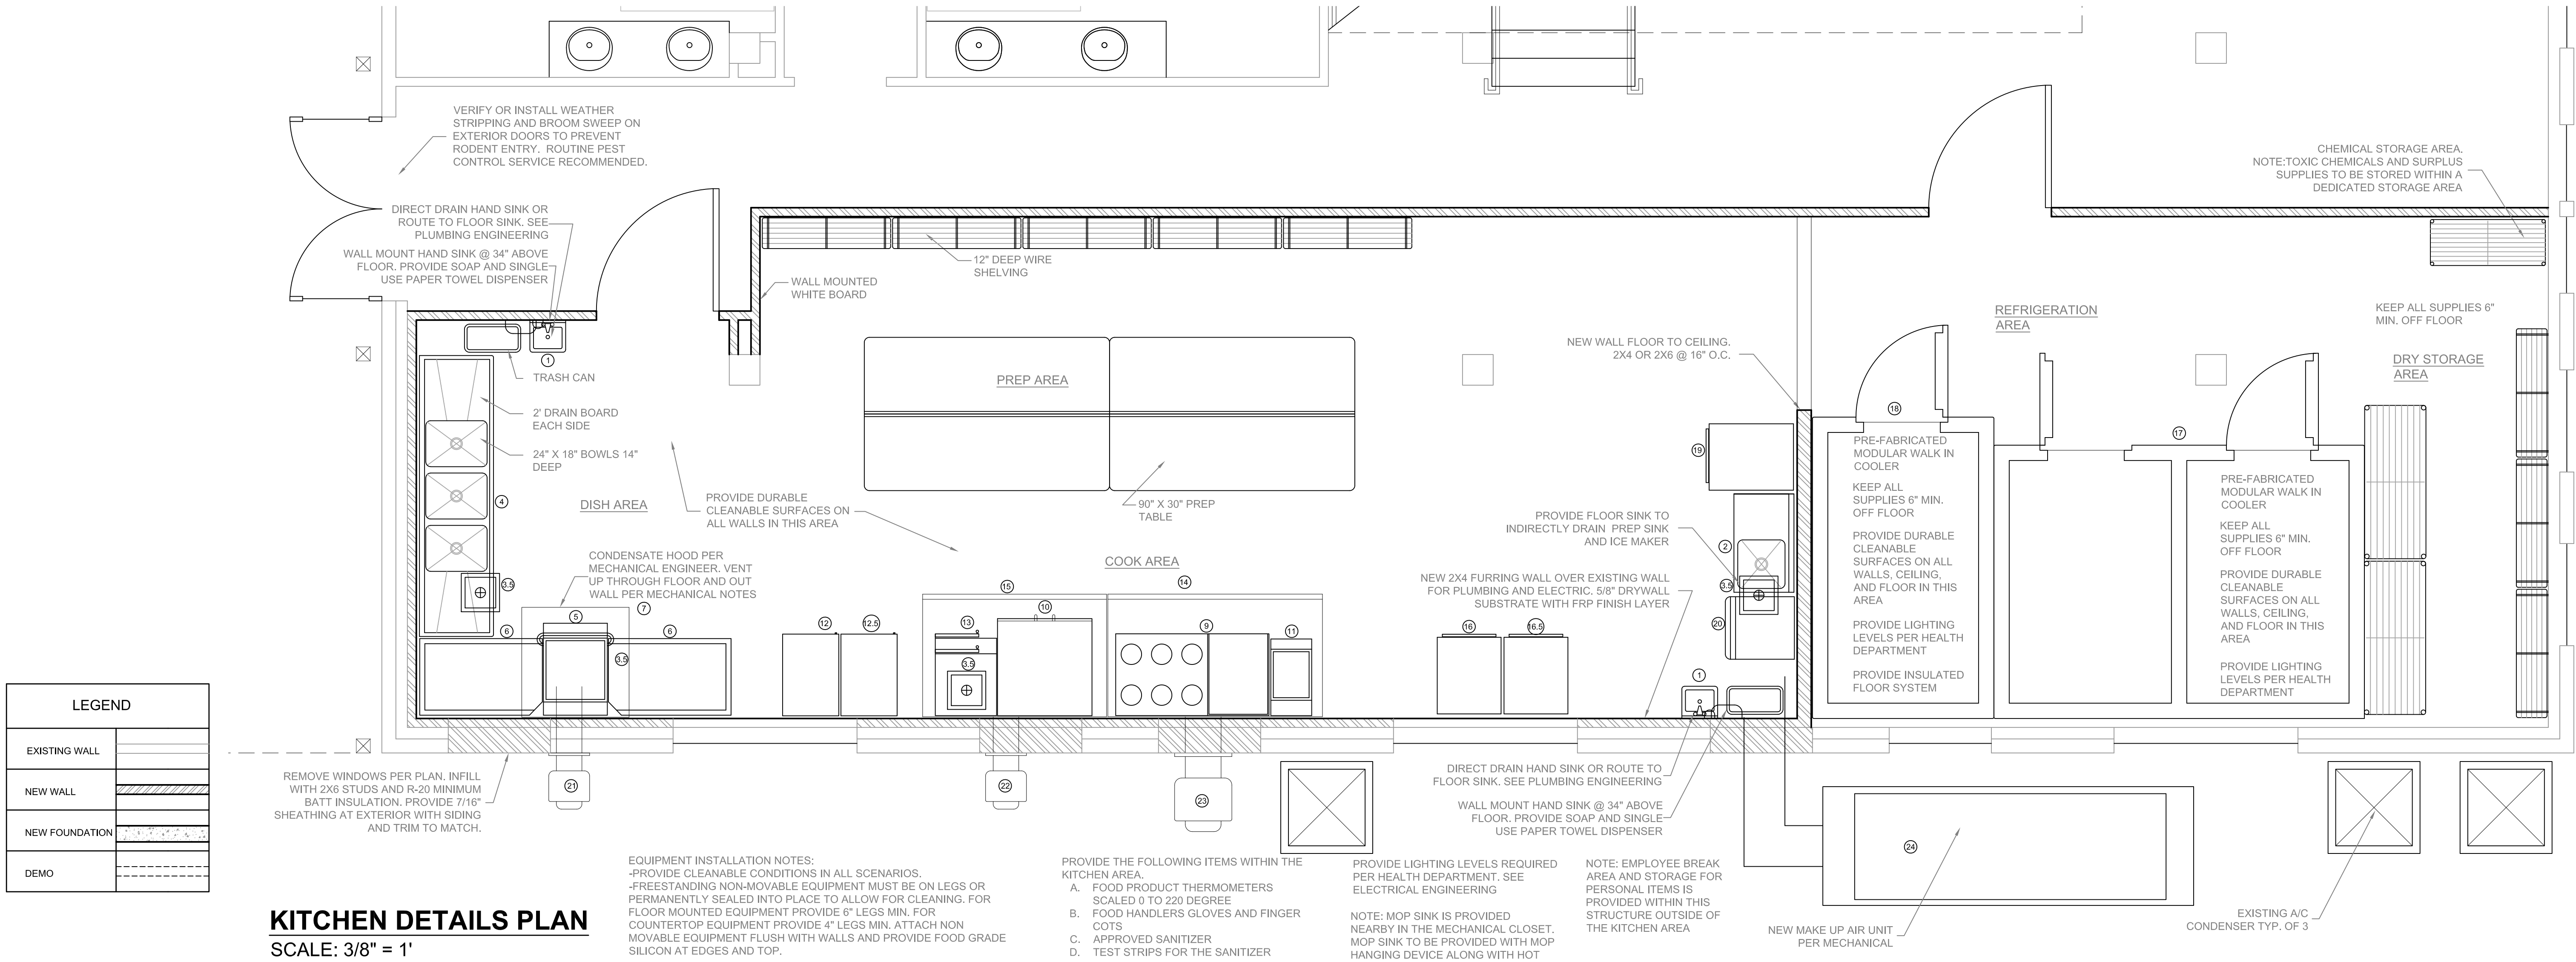 VERIFY OR INSTALL WEATHER
STRIPPING AND BROOM SWEEP ON
EXTERIOR DOORS TO PREVENT
RODENT ENTRY. ROUTINE PEST
CONTROL SERVICE RECOMMENDED.
DIRECT DRAIN HAND SINK OR
ROUTE TO FLOOR SINK. SEE
PLUMBING ENGINEERING
WALL MOUNT HAND SINK @ 34" ABOVE
FLOOR. PROVIDE SOAP AND SINGLE
USE PAPER TOWEL DISPENSER
1
TRASH CAN
2' DRAIN BOARD
EACH SIDE
24" X 18" BOWLS 14"
DEEP
4
DISH AREA
3.5
6
5
7
6
3.5
CONDENSATE HOOD PER
MECHANICAL ENGINEER. VENT
UP THROUGH FLOOR AND OUT
WALL PER MECHANICAL NOTES
PROVIDE DURABLE
CLEANABLE SURFACES ON
ALL WALLS IN THIS AREA
WALL MOUNTED
WHITE BOARD
12" DEEP WIRE
SHELVING
PREP AREA
90" X 30" PREP
TABLE
COOK AREA
12
12.5
15
13
10
3.5
14
9
11
16
16.5
NEW WALL FLOOR TO CEILING.
2X4 OR 2X6 @ 16" O.C.
19
PROVIDE FLOOR SINK TO
INDIRECTLY DRAIN PREP SINK
AND ICE MAKER
2
3.5
20
NEW 2X4 FURRING WALL OVER EXISTING WALL
FOR PLUMBING AND ELECTRIC. 5/8" DRYWALL
SUBSTRATE WITH FRP FINISH LAYER
1
REFRIGERATION
AREA
18
PRE-FABRICATED
MODULAR WALK IN
COOLER
KEEP ALL
SUPPLIES 6" MIN.
OFF FLOOR
PROVIDE DURABLE
CLEANABLE
SURFACES ON ALL
WALLS, CEILING,
AND FLOOR IN THIS
AREA
PROVIDE LIGHTING
LEVELS PER HEALTH
DEPARTMENT
PROVIDE INSULATED
FLOOR SYSTEM
17
PRE-FABRICATED
MODULAR WALK IN
COOLER
KEEP ALL
SUPPLIES 6" MIN.
OFF FLOOR
PROVIDE DURABLE
CLEANABLE
SURFACES ON ALL
WALLS, CEILING,
AND FLOOR IN THIS
AREA
PROVIDE LIGHTING
LEVELS PER HEALTH
DEPARTMENT
CHEMICAL STORAGE AREA.
NOTE:TOXIC CHEMICALS AND SURPLUS
SUPPLIES TO BE STORED WITHIN A
DEDICATED STORAGE AREA
KEEP ALL SUPPLIES 6"
MIN. OFF FLOOR
DRY STORAGE
AREA
LEGEND
EXISTING WALL
NEW WALL
NEW FOUNDATION
DEMO
REMOVE WINDOWS PER PLAN. INFILL
WITH 2X6 STUDS AND R-20 MINIMUM
BATT INSULATION. PROVIDE 7/16"
SHEATHING AT EXTERIOR WITH SIDING
AND TRIM TO MATCH.
21
22
23
DIRECT DRAIN HAND SINK OR ROUTE TO
FLOOR SINK. SEE PLUMBING ENGINEERING
WALL MOUNT HAND SINK @ 34" ABOVE
FLOOR. PROVIDE SOAP AND SINGLE
USE PAPER TOWEL DISPENSER
24
NEW MAKE UP AIR UNIT
PER MECHANICAL
EXISTING A/C
CONDENSER TYP. OF 3
KITCHEN DETAILS PLAN
SCALE: 3/8" = 1'
EQUIPMENT INSTALLATION NOTES:
-PROVIDE CLEANABLE CONDITIONS IN ALL SCENARIOS.
-FREESTANDING NON-MOVABLE EQUIPMENT MUST BE ON LEGS OR
PERMANENTLY SEALED INTO PLACE TO ALLOW FOR CLEANING. FOR
FLOOR MOUNTED EQUIPMENT PROVIDE 6" LEGS MIN. FOR
COUNTERTOP EQUIPMENT PROVIDE 4" LEGS MIN. ATTACH NON
MOVABLE EQUIPMENT FLUSH WITH WALLS AND PROVIDE FOOD GRADE
SILICON AT EDGES AND TOP.
PROVIDE THE FOLLOWING ITEMS WITHIN THE
KITCHEN AREA.
A. FOOD PRODUCT THERMOMETERS
SCALED 0 TO 220 DEGREE
B. FOOD HANDLERS GLOVES AND FINGER
COTS
C. APPROVED SANITIZER
D. TEST STRIPS FOR THE SANITIZER
PROVIDE LIGHTING LEVELS REQUIRED
PER HEALTH DEPARTMENT. SEE
ELECTRICAL ENGINEERING
NOTE: MOP SINK IS PROVIDED
NEARBY IN THE MECHANICAL CLOSET.
MOP SINK TO BE PROVIDED WITH MOP
HANGING DEVICE ALONG WITH HOT
NOTE: EMPLOYEE BREAK
AREA AND STORAGE FOR
PERSONAL ITEMS IS
PROVIDED WITHIN THIS
STRUCTURE OUTSIDE OF
THE KITCHEN AREA